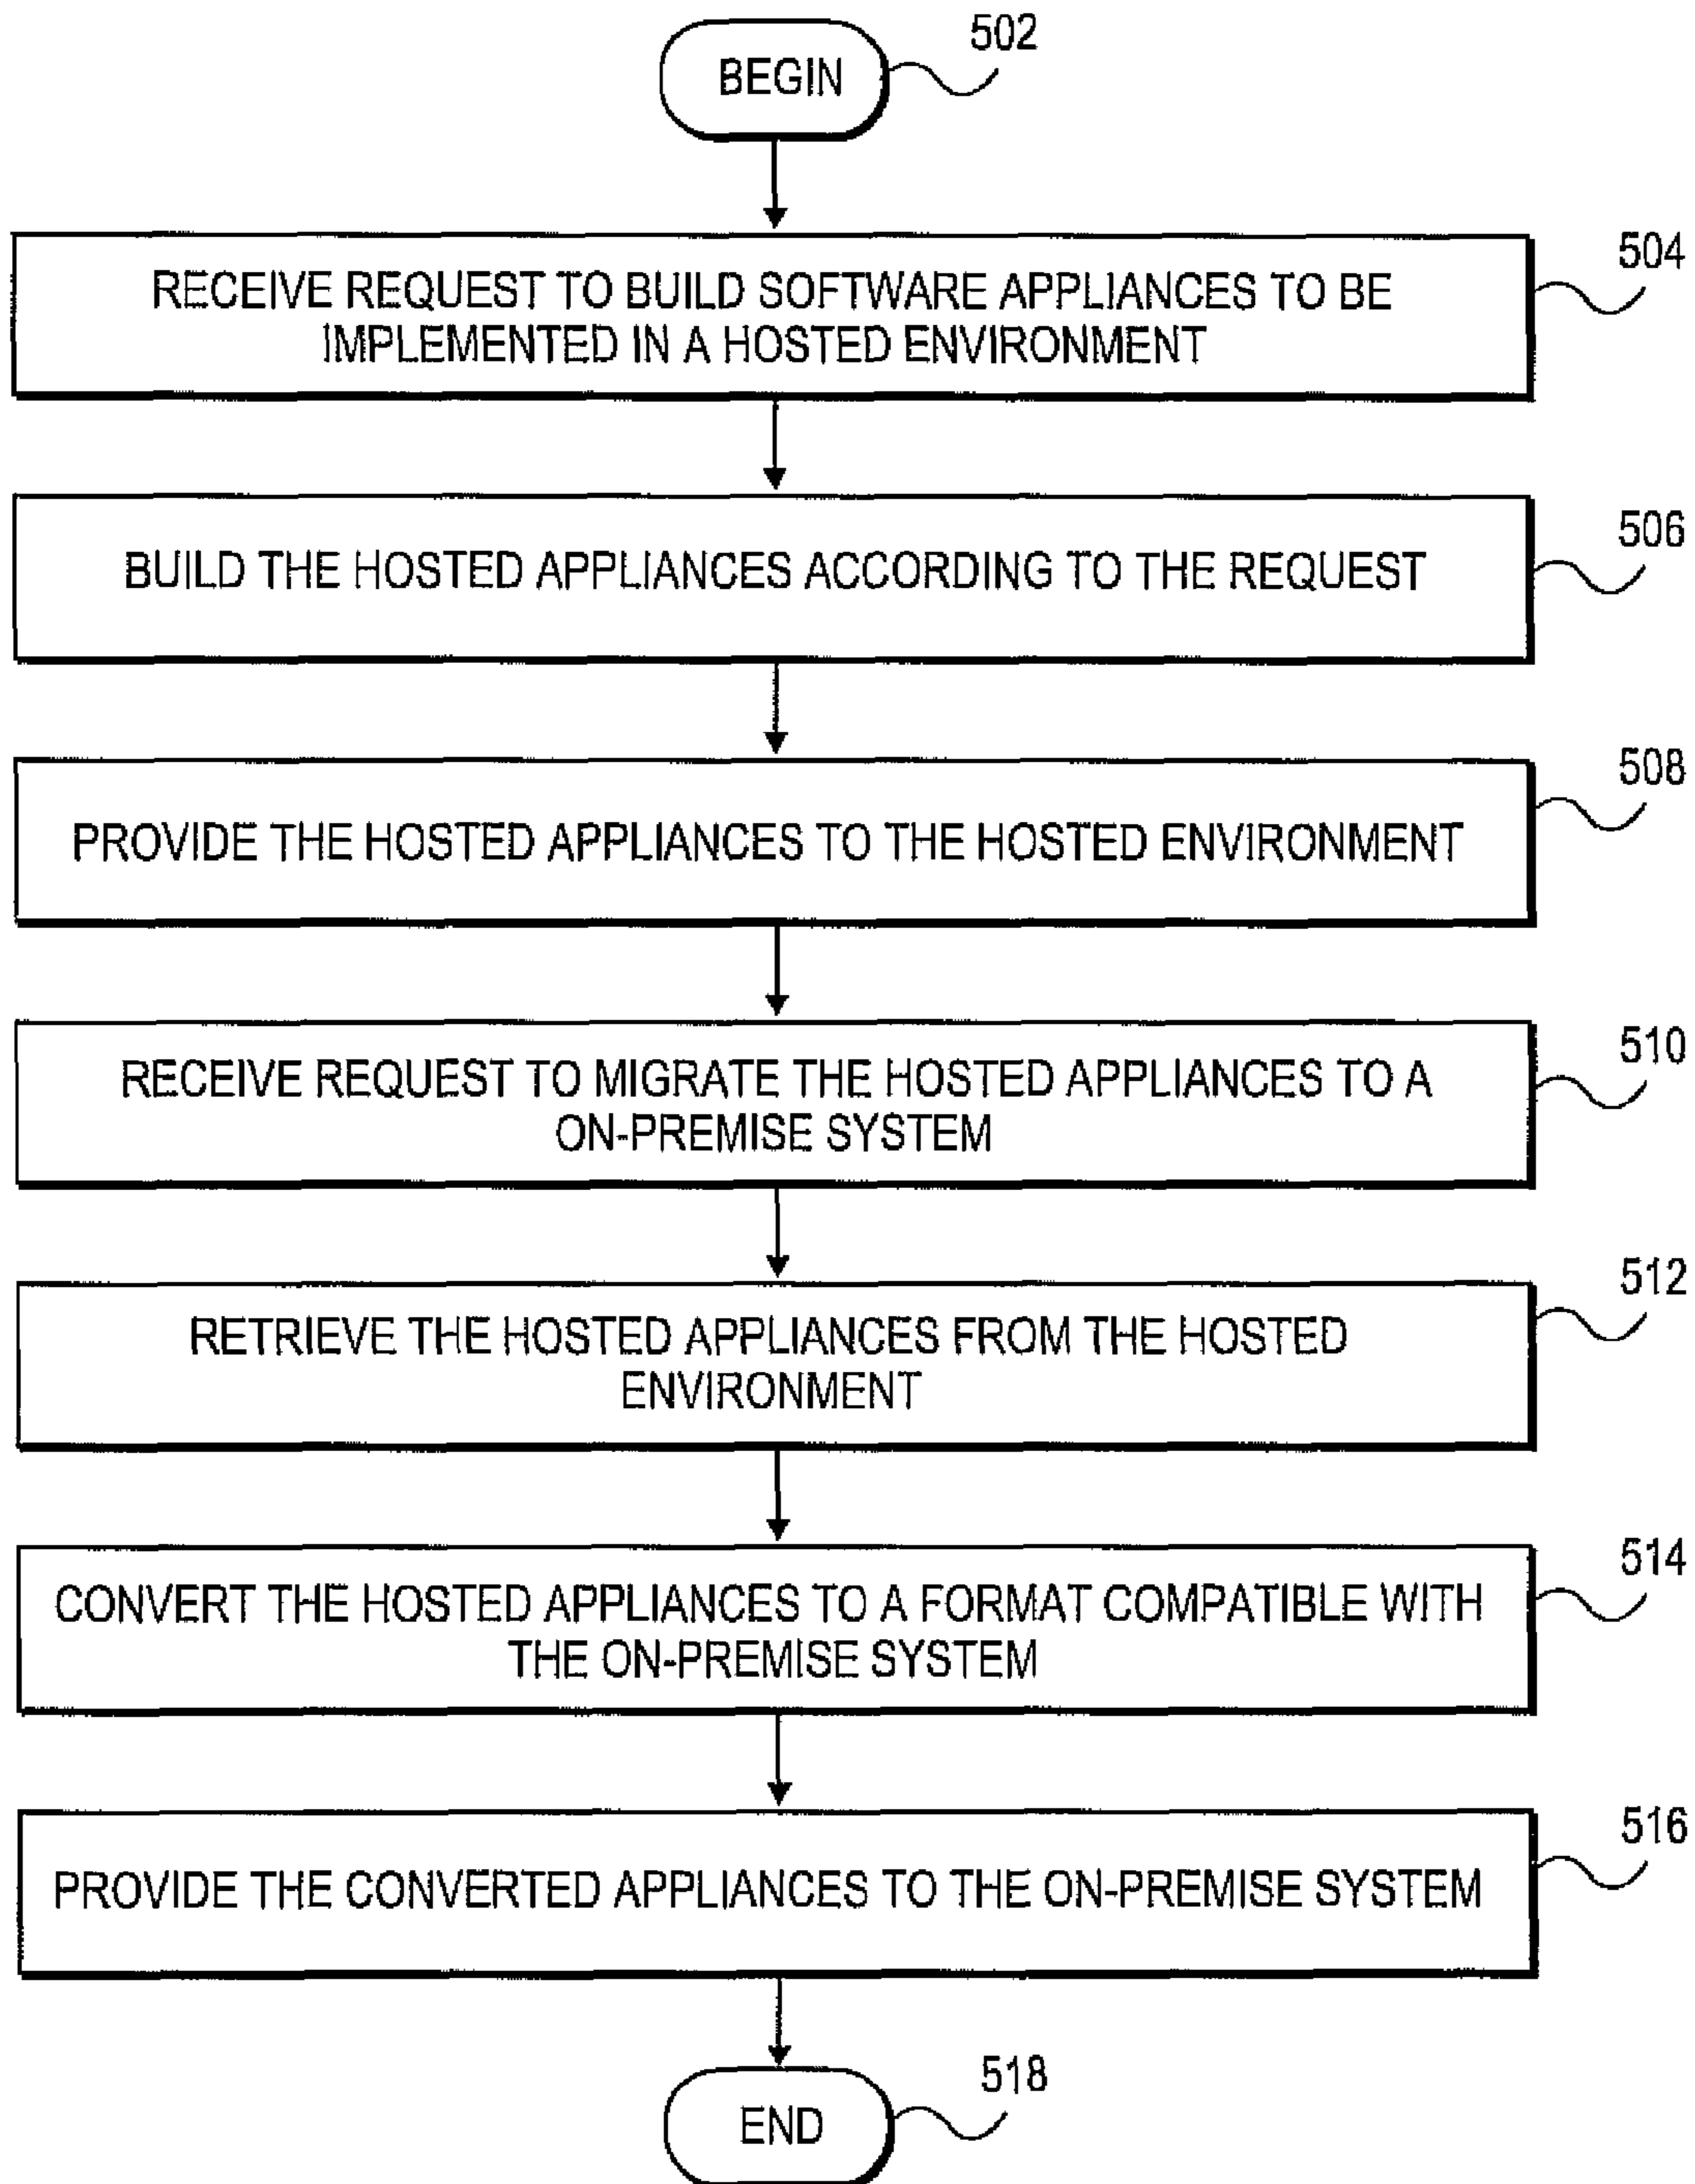 BEGIN
502
RECEIVE REQUEST TO BUILD SOFTWARE APPLIANCES TO BE
IMPLEMENTED IN A HOSTED ENVIRONMENT
504
BUILD THE HOSTED APPLIANCES ACCORDING TO THE REQUEST
506
PROVIDE THE HOSTED APPLIANCES TO THE HOSTED ENVIRONMENT
508
RECEIVE REQUEST TO MIGRATE THE HOSTED APPLIANCES TO A
ON-PREMISE SYSTEM
510
RETRIEVE THE HOSTED APPLIANCES FROM THE HOSTED
ENVIRONMENT
512
CONVERT THE HOSTED APPLIANCES TO A FORMAT COMPATIBLE WITH
THE ON-PREMISE SYSTEM
514
PROVIDE THE CONVERTED APPLIANCES TO THE ON-PREMISE SYSTEM
516
END
518